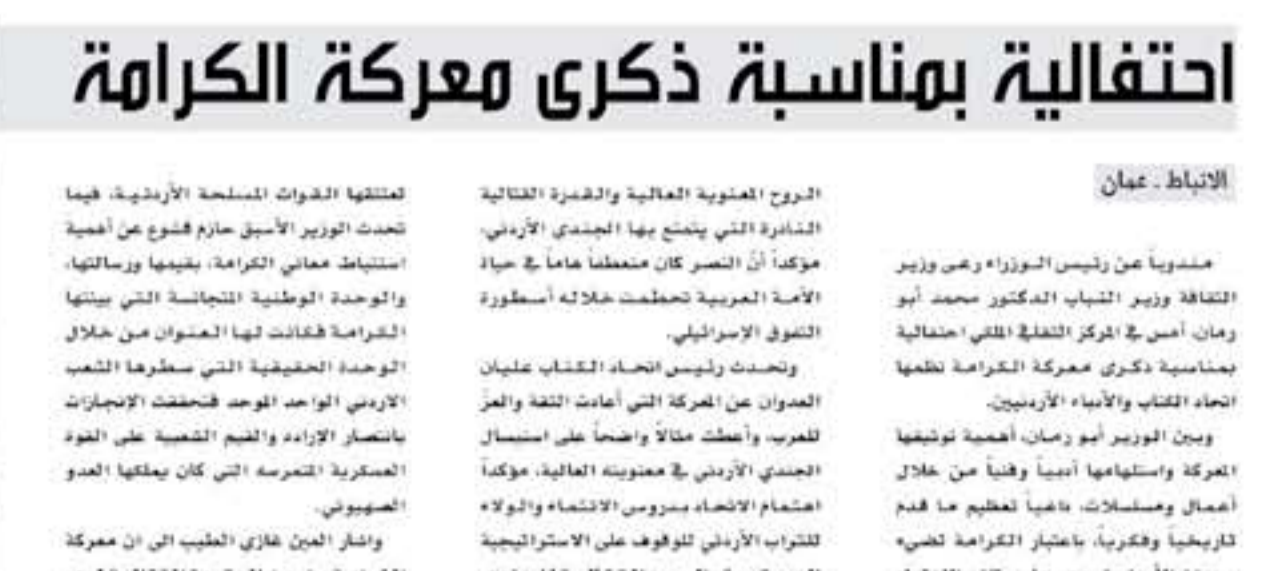 احتفالية بمناسبة ذكرى معركة الكرامة
الانباط ـ عمان
مندوباً عن رئيس الوزراء رعى وزير
الثقافة وزير الشباب الدكتور محمد أبو
رمان، أمس في المركز الثقافي الملكي احتفالية
بمناسبة ذكرى معركة الكرامة نظمها
اتحاد الكتاب والأدباء الأردنيين.
وبين الوزير أبو رمان، أهمية توثيقها
المعركة واستلهامها أدبياً وفنياً من خلال
أعمال ومسلسلات، داعياً لتعظيم ما قدم
تاريخياً وفكرياً، باعتبار الكرامة تضيء
الروح المعنوية العالية والقدرة القتالية
النادرة التي يتمتع بها الجندي الأردني،
مؤكداً أنّ النصر كان منعطفاً هاماً في حياة
الأمة العربية تحطمت خلاله أسطورة
التفوق الإسرائيلي.
وتحدث رئيس اتحاد الكتاب عليان
العدوان عن المعركة التي أعادت الثقة والعزّ
للعرب، وأعطت مثالاً واضحاً على استبسال
الجندي الأردني في معنويته العالية، مؤكداً
اهتمام الاتحاد بدروس الانتماء والولاء
للتراب الأردني للوقوف على الاستراتيجية
تعتنقها القوات المسلحة الأردنية، فيما
تحدث الوزير الأسبق حازم قشوع عن أهمية
استنباط معاني الكرامة، بقيمها ورسالتها،
والوحدة الوطنية المتجانسة التي بينتها
الكرامة فكانت لها العنوان من خلال
الوحدة الحقيقية التي سطرها الشعب
الاردني الواحد الموحد فتحققت الإنجازات
بانتصار الإرادة والقيم الشعبية على القوة
العسكرية المتمرسه التي كان يملكها العدو
الصهيوني.
واشار العين غازي الطيب الى ان معركة